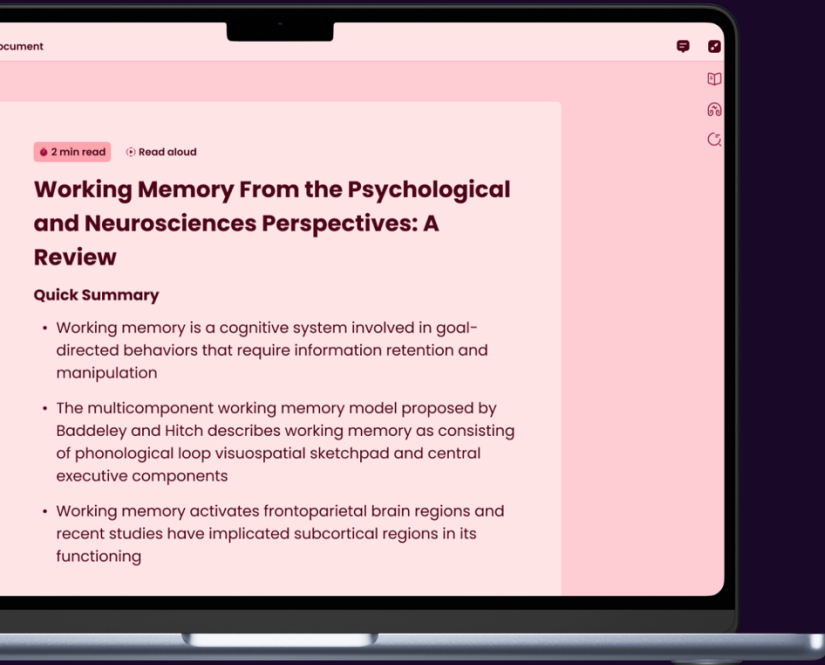 2 min read
Read aloud
Working Memory From the Psychological
and Neurosciences Perspectives: A
Review
Quick Summary
• Working memory is a cognitive system involved in goal-
directed behaviors that require information retention and
manipulation
• The multicomponent working memory model proposed by
Baddeley and Hitch describes working memory as consisting
of phonological loop visuospatial sketchpad and central
executive components
• Working memory activates frontoparietal brain regions and
recent studies have implicated subcortical regions in its
functioning